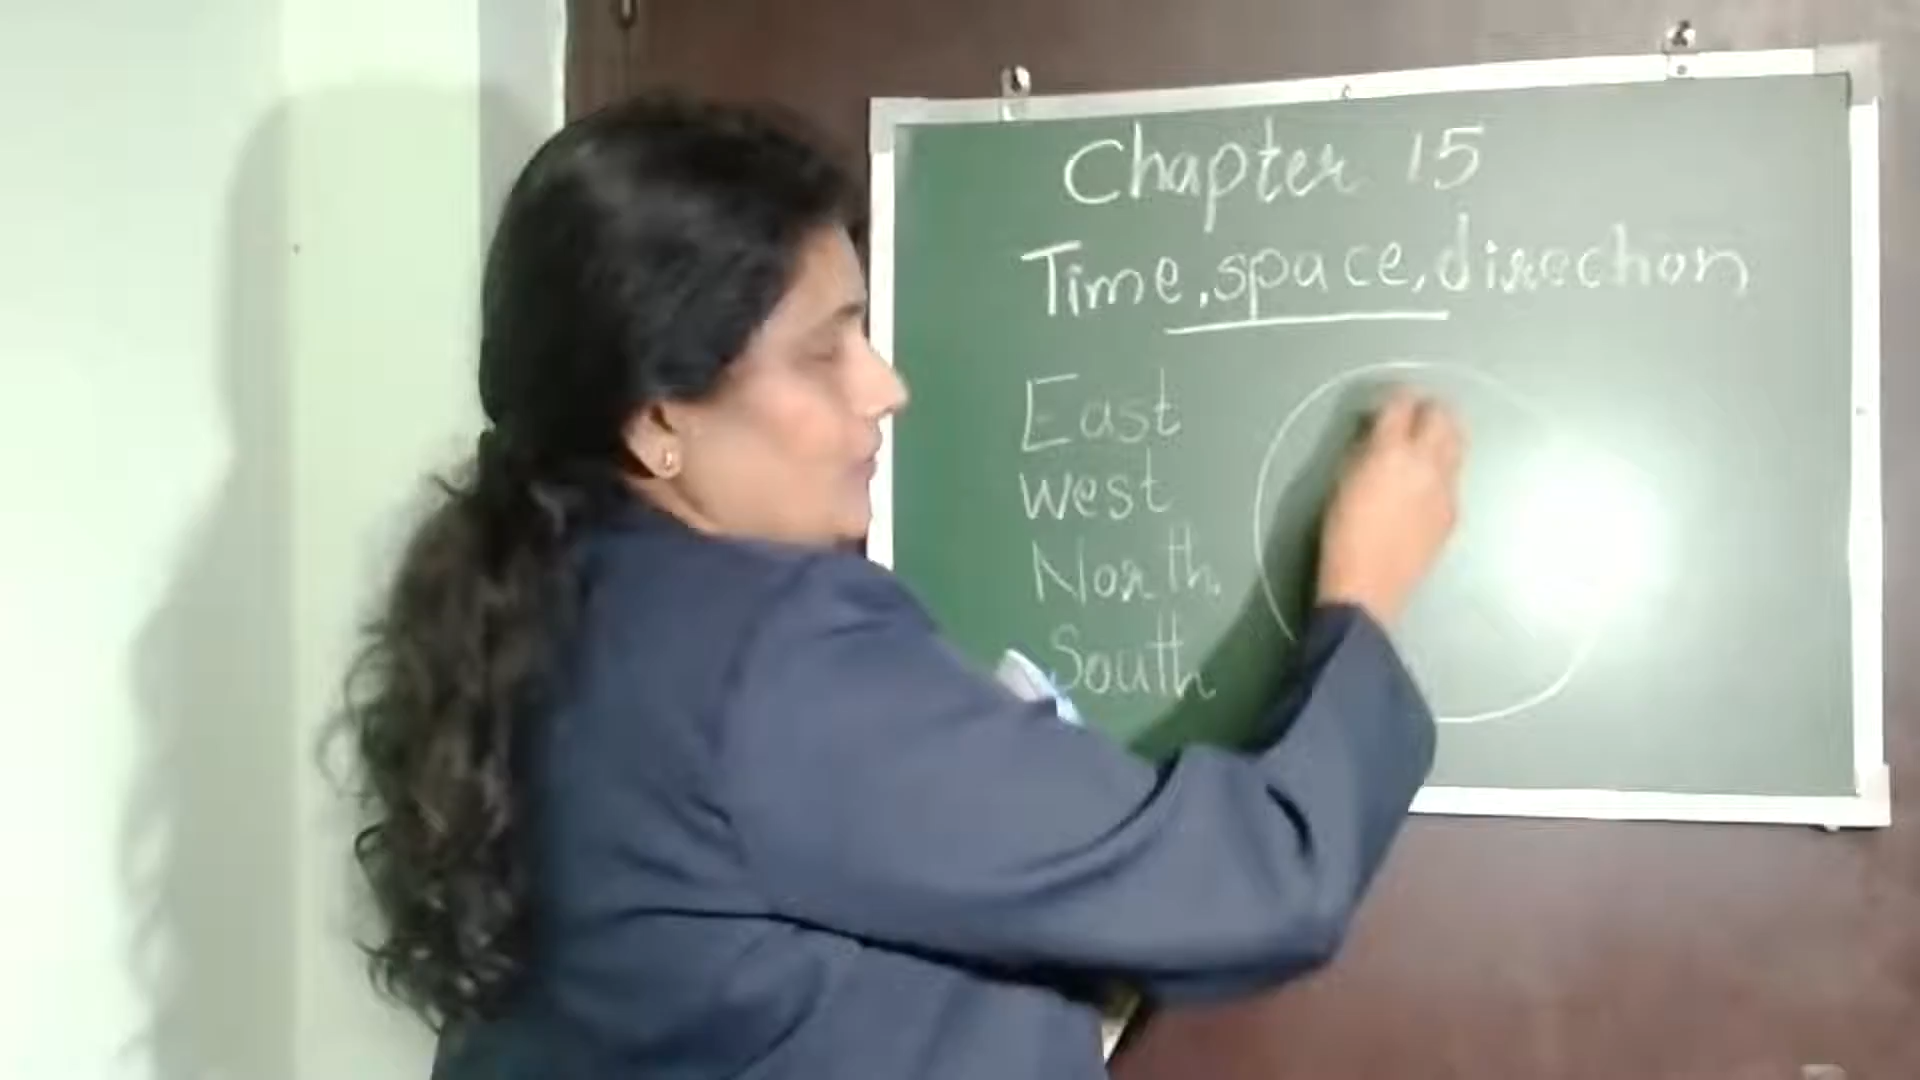 Chapter 15
Time, space, direction
East
West
North
South